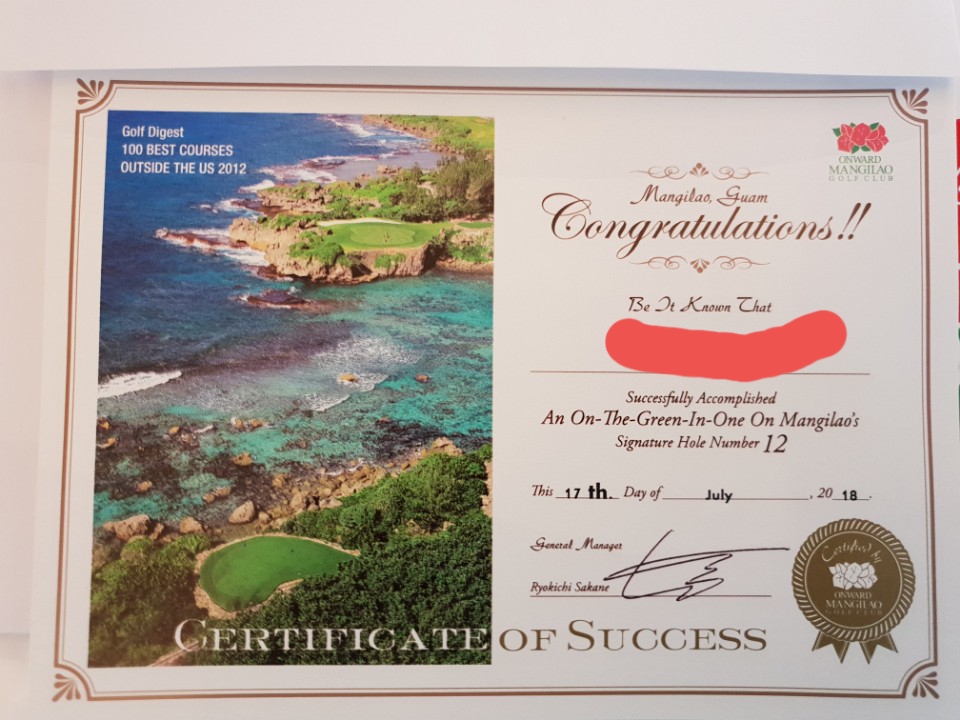 Golf Digest
100 BEST COURSES
OUTSIDE THE US 2012
ONWARD
MANGILAO
GOLF CLUB
Mangilao, Guam
Congratulations!!
Be It Known That
Successfully Accomplished
An On-The-Green-In-One On Mangilao's
Signature Hole Number 12
This 17 th. Day of July, 20 18.
General Manager
Ryokichi Sakane
Certified by
ONWARD
MANGILAO
GOLF CLUB
CERTIFICATE OF SUCCESS